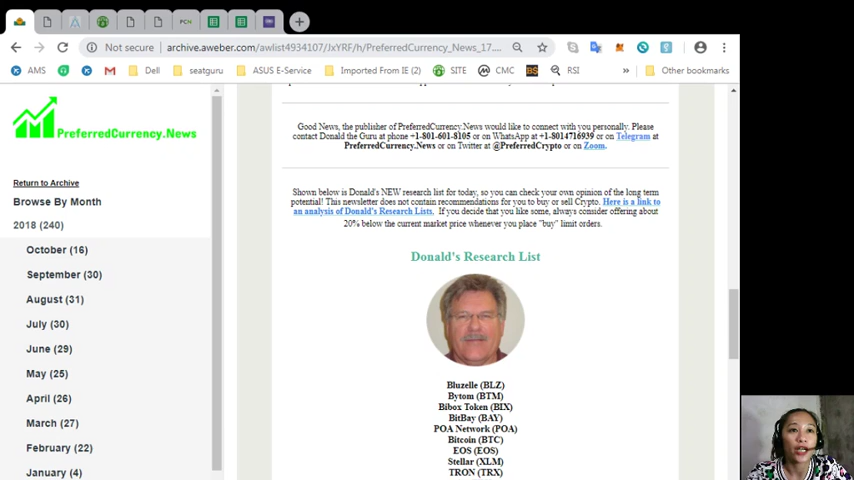 PCN
Not secure | archive.aweber.com/awlist4934107/JxYRF/h/PreferredCurrency_News_17....
AMS
Dell
seatguru
ASUS E-Service
Imported From IE (2)
SITE
CMC
BS
RSI
»
Other bookmarks
PreferredCurrency.News
Return to Archive
Browse By Month
2018 (240)
October (16)
September (30)
August (31)
July (30)
June (29)
May (25)
April (26)
March (27)
February (22)
January (4)
Good News, the publisher of PreferredCurrency.News would like to connect with you personally. Please
contact Donald the Guru at phone +1-801-601-8105 or on WhatsApp at +1-8014716939 or on Telegram at
PreferredCurrency.News or on Twitter at @PreferredCrypto or on Zoom.
Shown below is Donald's NEW research list for today, so you can check your own opinion of the long term
potential! This newsletter does not contain recommendations for you to buy or sell Crypto. Here is a link to
an analysis of Donald's Research Lists. If you decide that you like some, always consider offering about
20% below the current market price whenever you place "buy" limit orders.
Donald's Research List
Bluzelle (BLZ)
Bytom (BTM)
Bibox Token (BIX)
BitBay (BAY)
POA Network (POA)
Bitcoin (BTC)
EOS (EOS)
Stellar (XLM)
TRON (TRX)